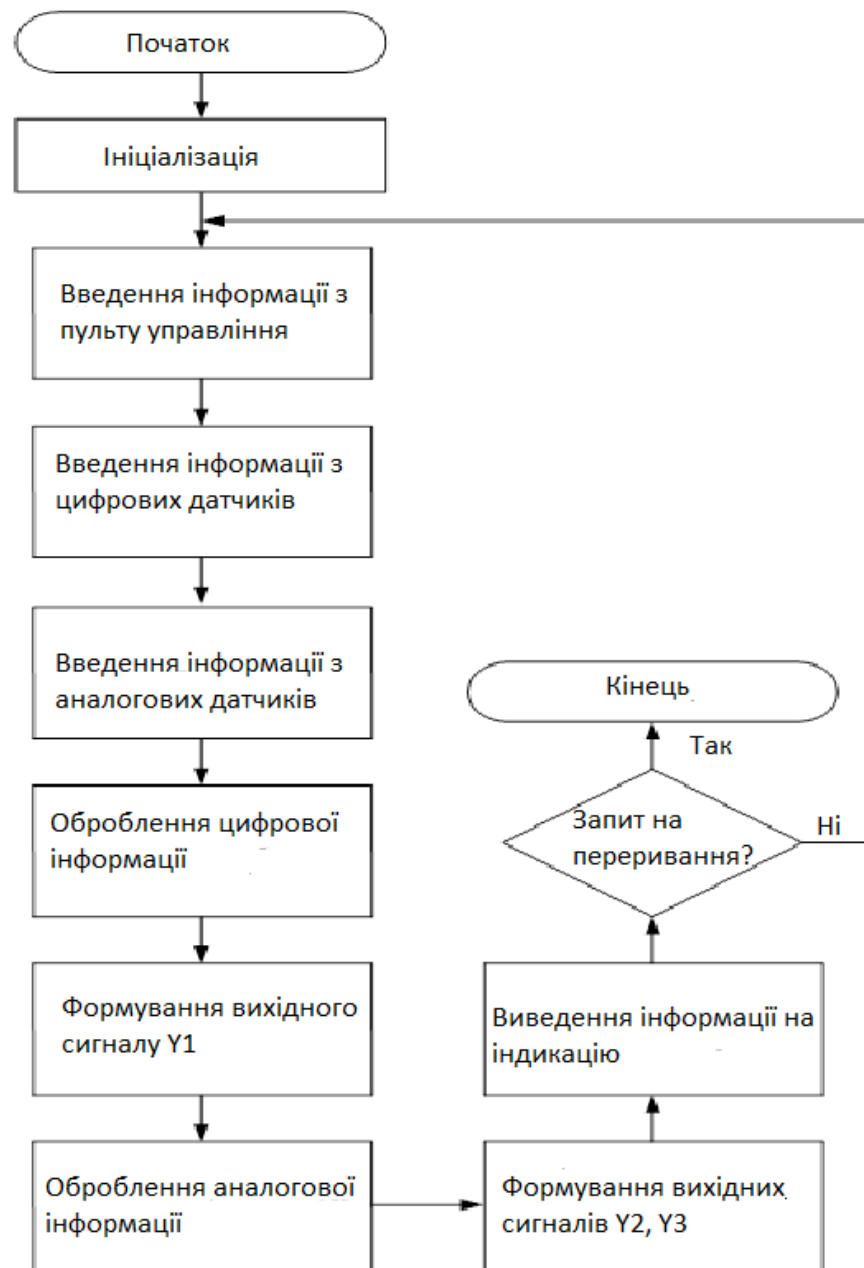 Початок
Ініціалізація
Введення інформації з
пульту управління
Введення інформації з
цифрових датчиків
Введення інформації з
аналогових датчиків
Оброблення цифрової
інформації
Формування вихідного
сигналу Y1
Оброблення аналогової
інформації
Формування вихідних
сигналів Y2, Y3
Виведення інформації на
індикацію
Запит на
переривання?
Ні
Так
Кінець